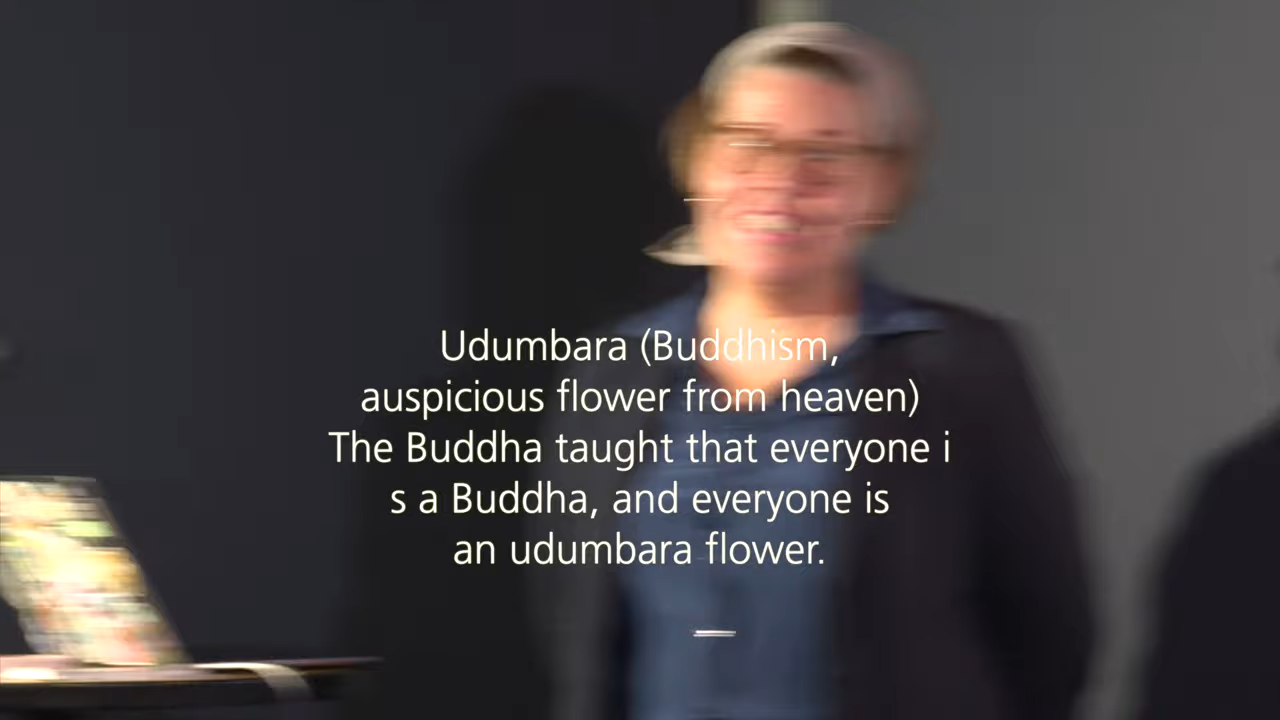 Udumbara (Buddhism,
auspicious flower from heaven)
The Buddha taught that everyone i
s a Buddha, and everyone is
an udumbara flower.